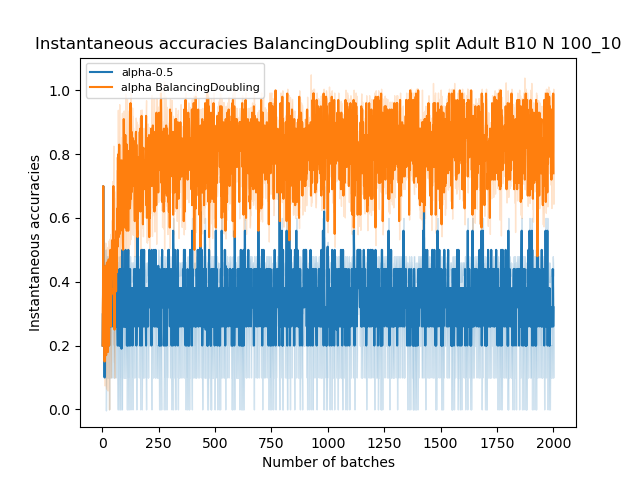 Instantaneous accuracies BalancingDoubling split Adult B10 N 100_10
alpha-0.5
alpha BalancingDoubling
1.0
0.8
0.6
0.4
0.2
0.0
Instantaneous accuracies
0 250 500 750 1000 1250 1500 1750 2000
Number of batches